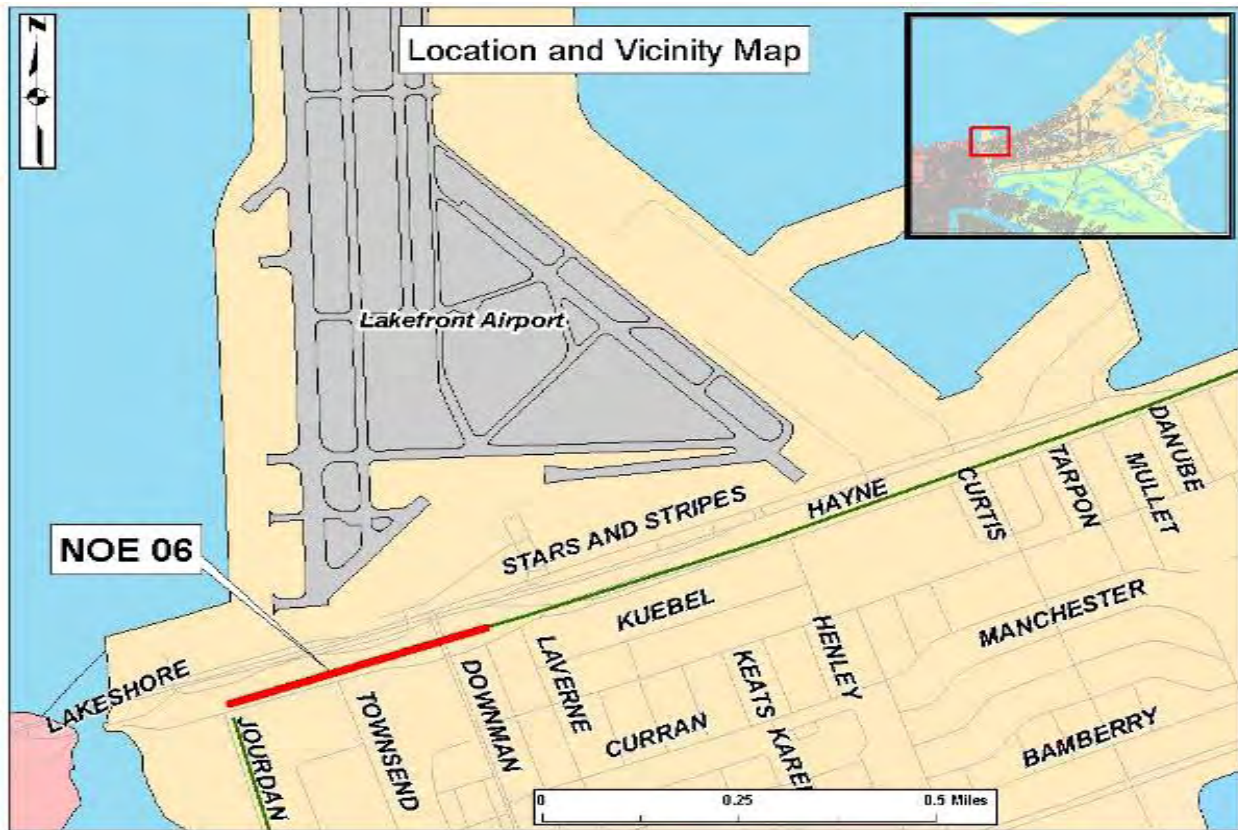 N
Location and Vicinity Map
Lakefront Airport
NOE 06
STARS AND STRIPES
HAYNE
CURTIS
TARPON
MULLET
DANUBE
LAKESHORE
KUEBEL
MANCHESTER
JOURDAN
TOWNSEND
DOWNMAN
LAVERNE
CURRAN
KEATS
HENLEY
BAMBERRY
0 0.25 0.5 Miles